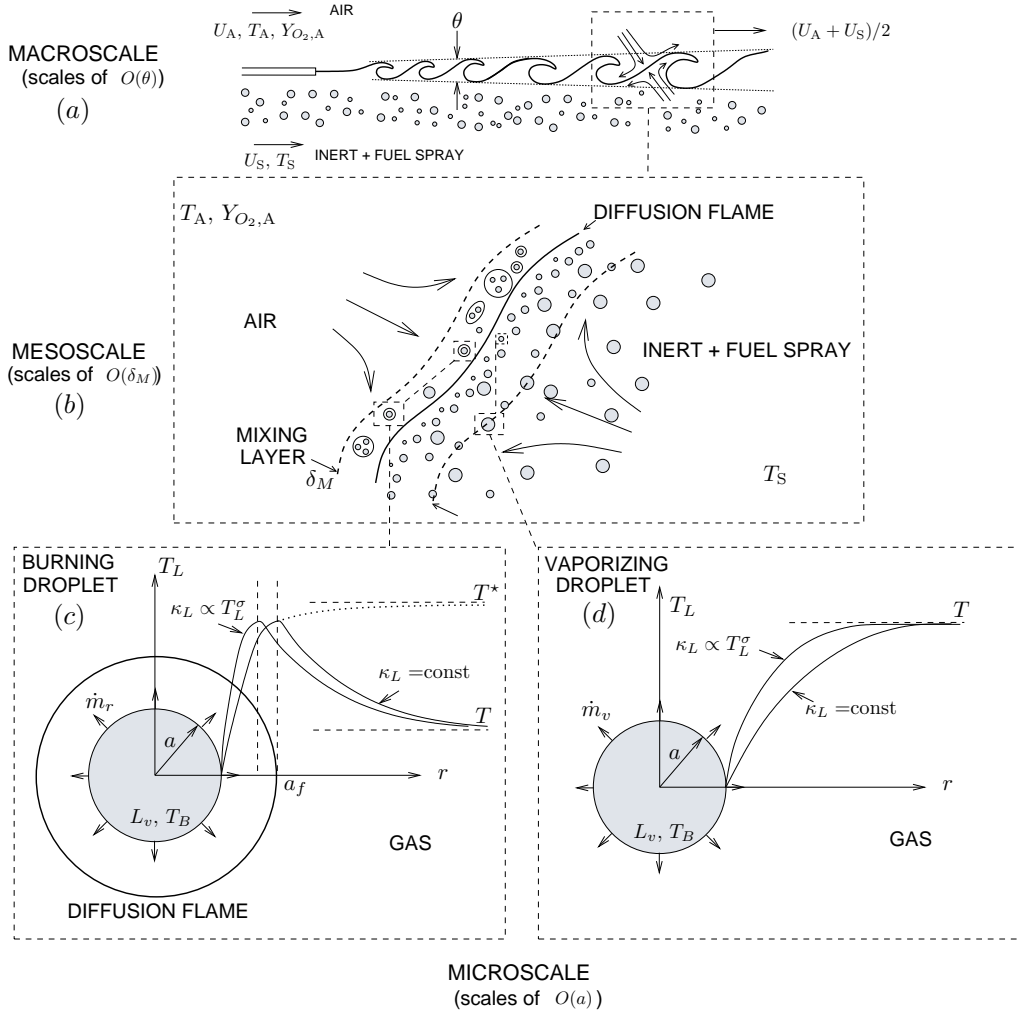 AIR
U_A, T_A, Y_{O_2,A}
θ
(U_A + U_S)/2
MACROSCALE
(scales of O(θ))
(a)
U_S, T_S
INERT + FUEL SPRAY
T_A, Y_{O_2,A}
DIFFUSION FLAME
AIR
INERT + FUEL SPRAY
MESOSCALE
(scales of O(δ_M))
(b)
MIXING
LAYER
δ_M
T_S
BURNING
DROPLET
(c)
T_L
κ_L ∝ T_L^σ
T^⋆
κ_L =const
T
ṁ_r
a
a_f
r
L_v, T_B
GAS
DIFFUSION FLAME
VAPORIZING
DROPLET
(d)
T_L
T
κ_L ∝ T_L^σ
κ_L =const
ṁ_v
a
r
L_v, T_B
GAS
MICROSCALE
(scales of O(a))